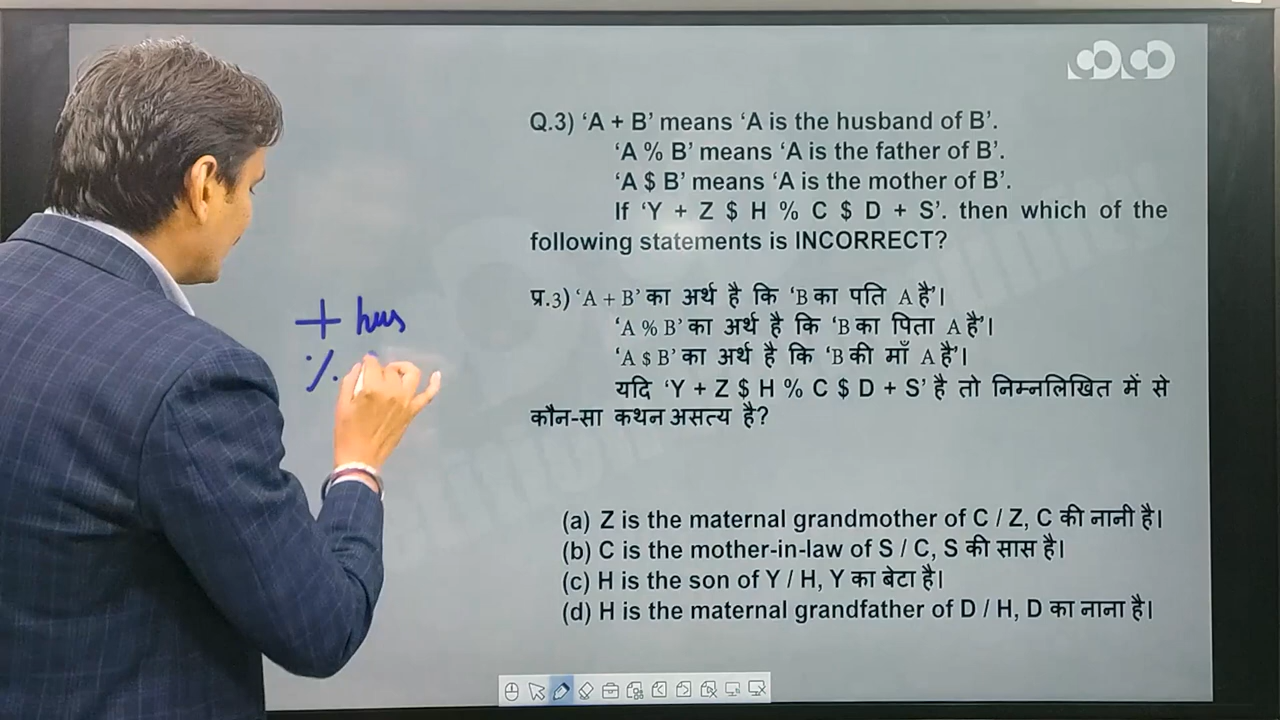 Q.3) ‘A + B’ means ‘A is the husband of B’.
‘A % B’ means ‘A is the father of B’.
‘A $ B’ means ‘A is the mother of B’.
If ‘Y + Z $ H % C $ D + S’. then which of the
following statements is INCORRECT?
प्र.3) ‘A + B’ का अर्थ है कि ‘B का पति A है’।
‘A % B’ का अर्थ है कि ‘B का पिता A है’।
‘A $ B’ का अर्थ है कि ‘B की माँ A है’।
यदि ‘Y + Z $ H % C $ D + S’ है तो निम्नलिखित में से
कौन-सा कथन असत्य है?
+ hus
%
(a) Z is the maternal grandmother of C / Z, C की नानी है।
(b) C is the mother-in-law of S / C, S की सास है।
(c) H is the son of Y / H, Y का बेटा है।
(d) H is the maternal grandfather of D / H, D का नाना है।